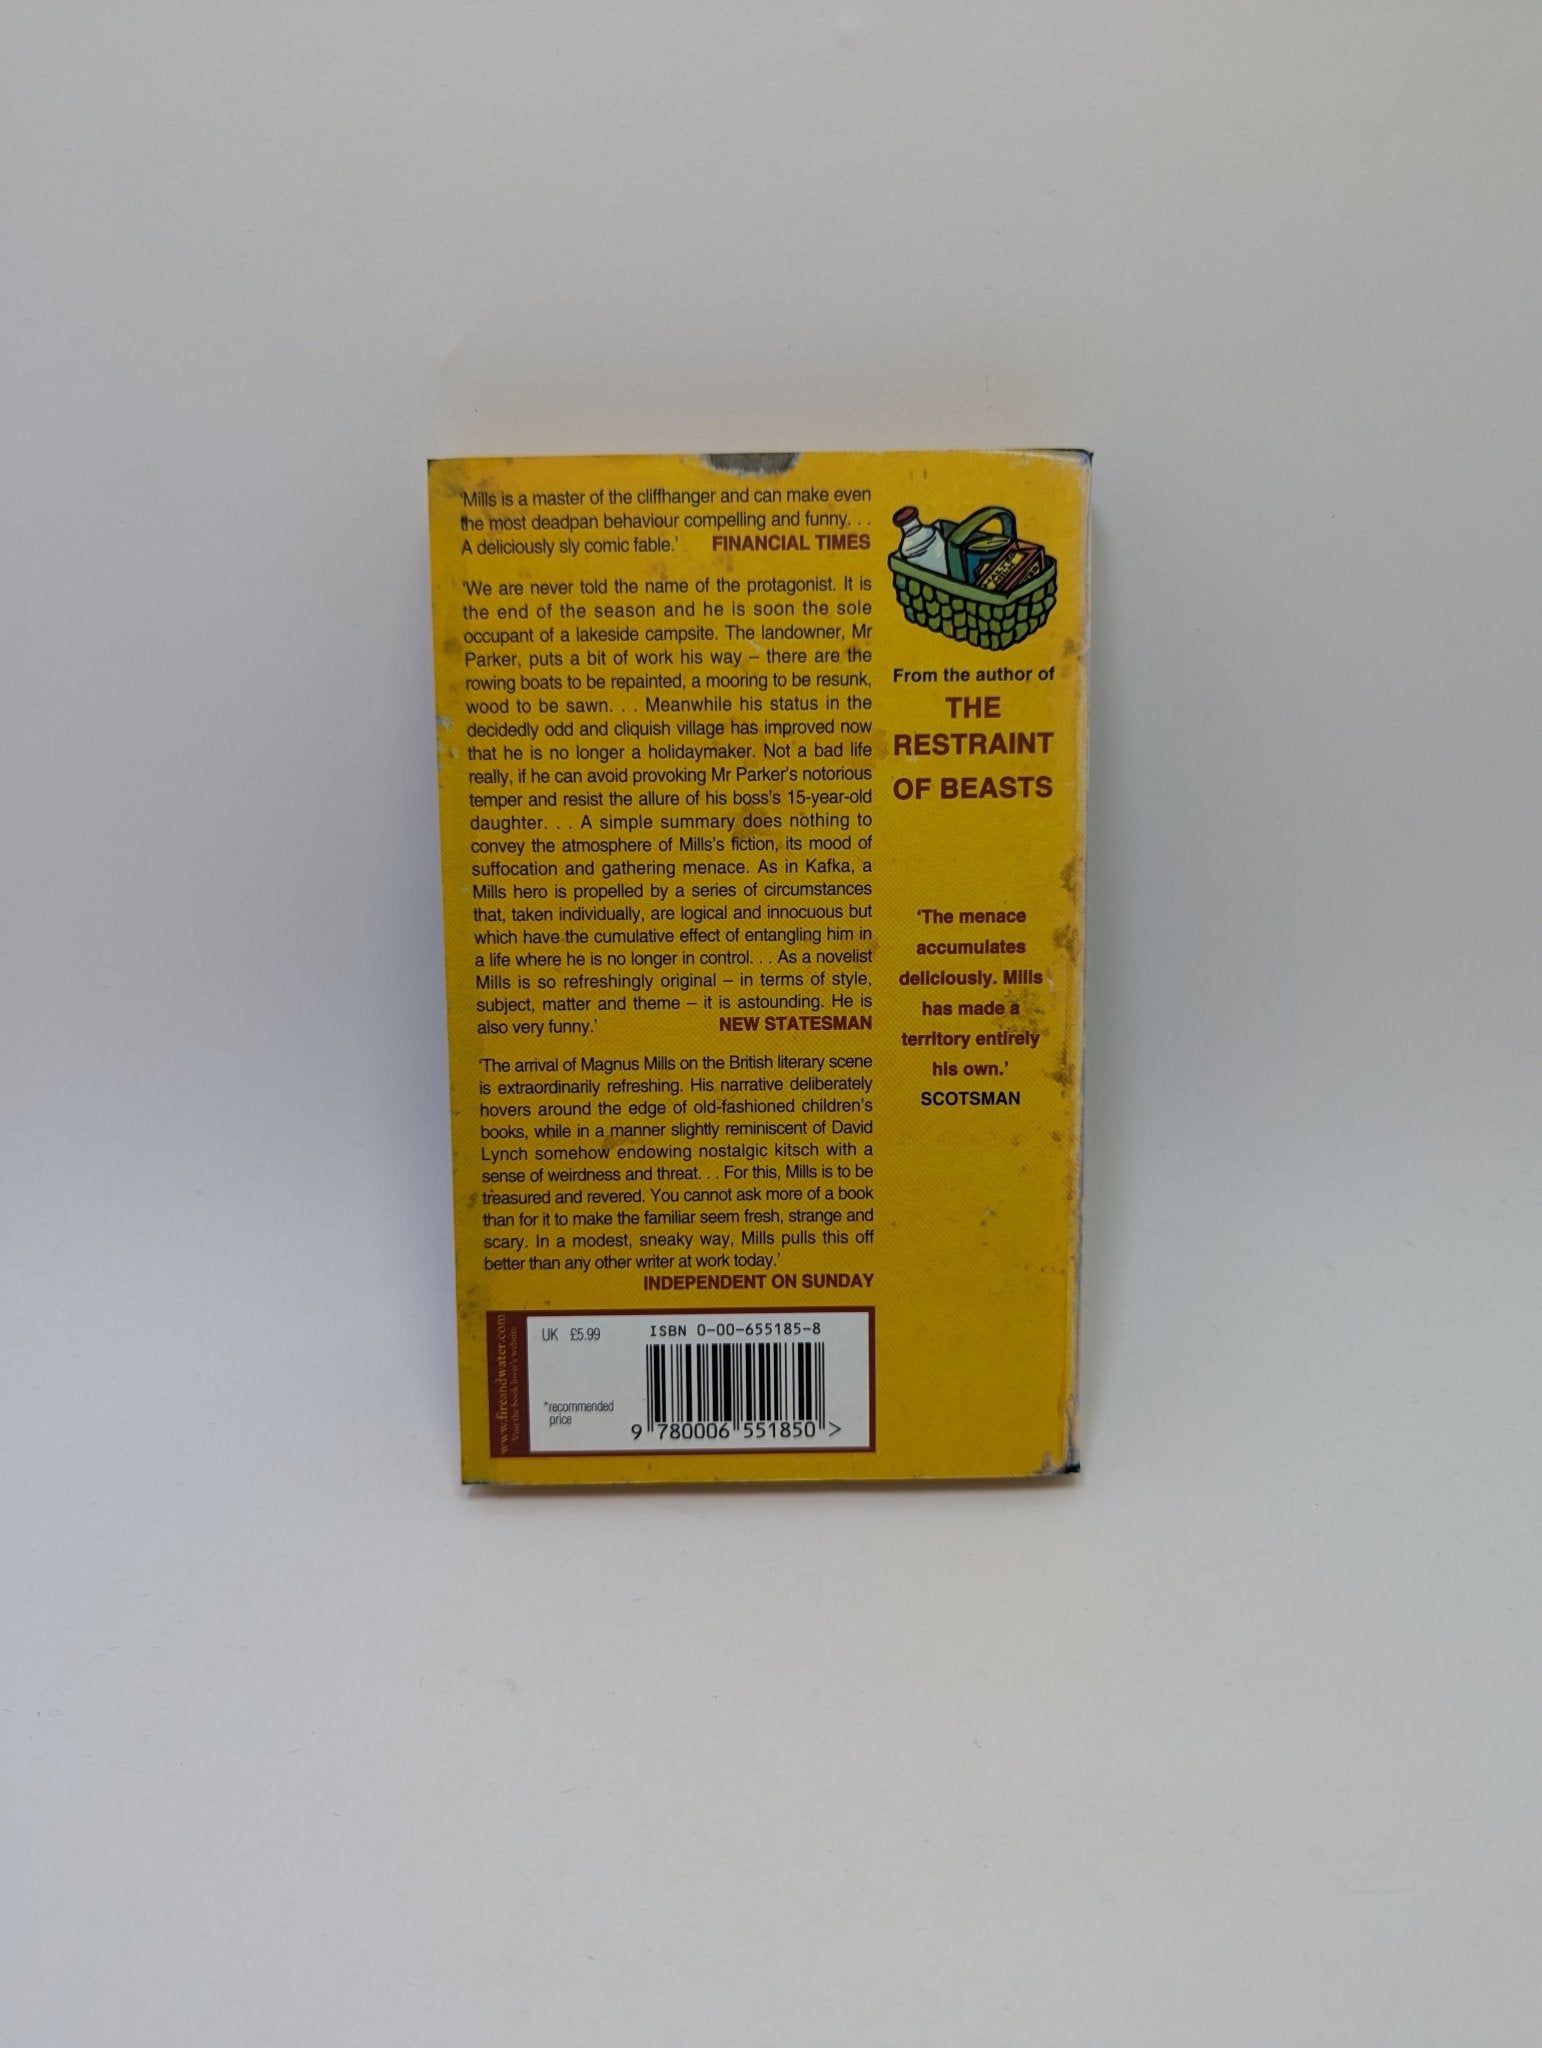 'Mills is a master of the cliffhanger and can make even
the most deadpan behaviour compelling and funny. . .
A deliciously sly comic fable.' FINANCIAL TIMES
'We are never told the name of the protagonist. It is
the end of the season and he is soon the sole
occupant of a lakeside campsite. The landowner, Mr
Parker, puts a bit of work his way – there are the
rowing boats to be repainted, a mooring to be resunk,
wood to be sawn. . . Meanwhile his status in the
decidedly odd and cliquish village has improved now
that he is no longer a holidaymaker. Not a bad life
really, if he can avoid provoking Mr Parker's notorious
temper and resist the allure of his boss's 15-year-old
daughter. . . A simple summary does nothing to
convey the atmosphere of Mills's fiction, its mood of
suffocation and gathering menace. As in Kafka, a
Mills hero is propelled by a series of circumstances
that, taken individually, are logical and innocuous but
which have the cumulative effect of entangling him in
a life where he is no longer in control. . . As a novelist
Mills is so refreshingly original – in terms of style,
subject, matter and theme – it is astounding. He is
also very funny.' NEW STATESMAN
'The arrival of Magnus Mills on the British literary scene
is extraordinarily refreshing. His narrative deliberately
hovers around the edge of old-fashioned children's
books, while in a manner slightly reminiscent of David
Lynch somehow endowing nostalgic kitsch with a
sense of weirdness and threat. . . For this, Mills is to be
treasured and revered. You cannot ask more of a book
than for it to make the familiar seem fresh, strange and
scary. In a modest, sneaky way, Mills pulls this off
better than any other writer at work today.'
INDEPENDENT ON SUNDAY
From the author of
THE
RESTRAINT
OF BEASTS
'The menace
accumulates
deliciously. Mills
has made a
territory entirely
his own.'
SCOTSMAN
www.fireandwater.com
Visit the book lover's website
UK £5.99
*recommended
price
ISBN 0-00-655185-8
9 780006 551850 >